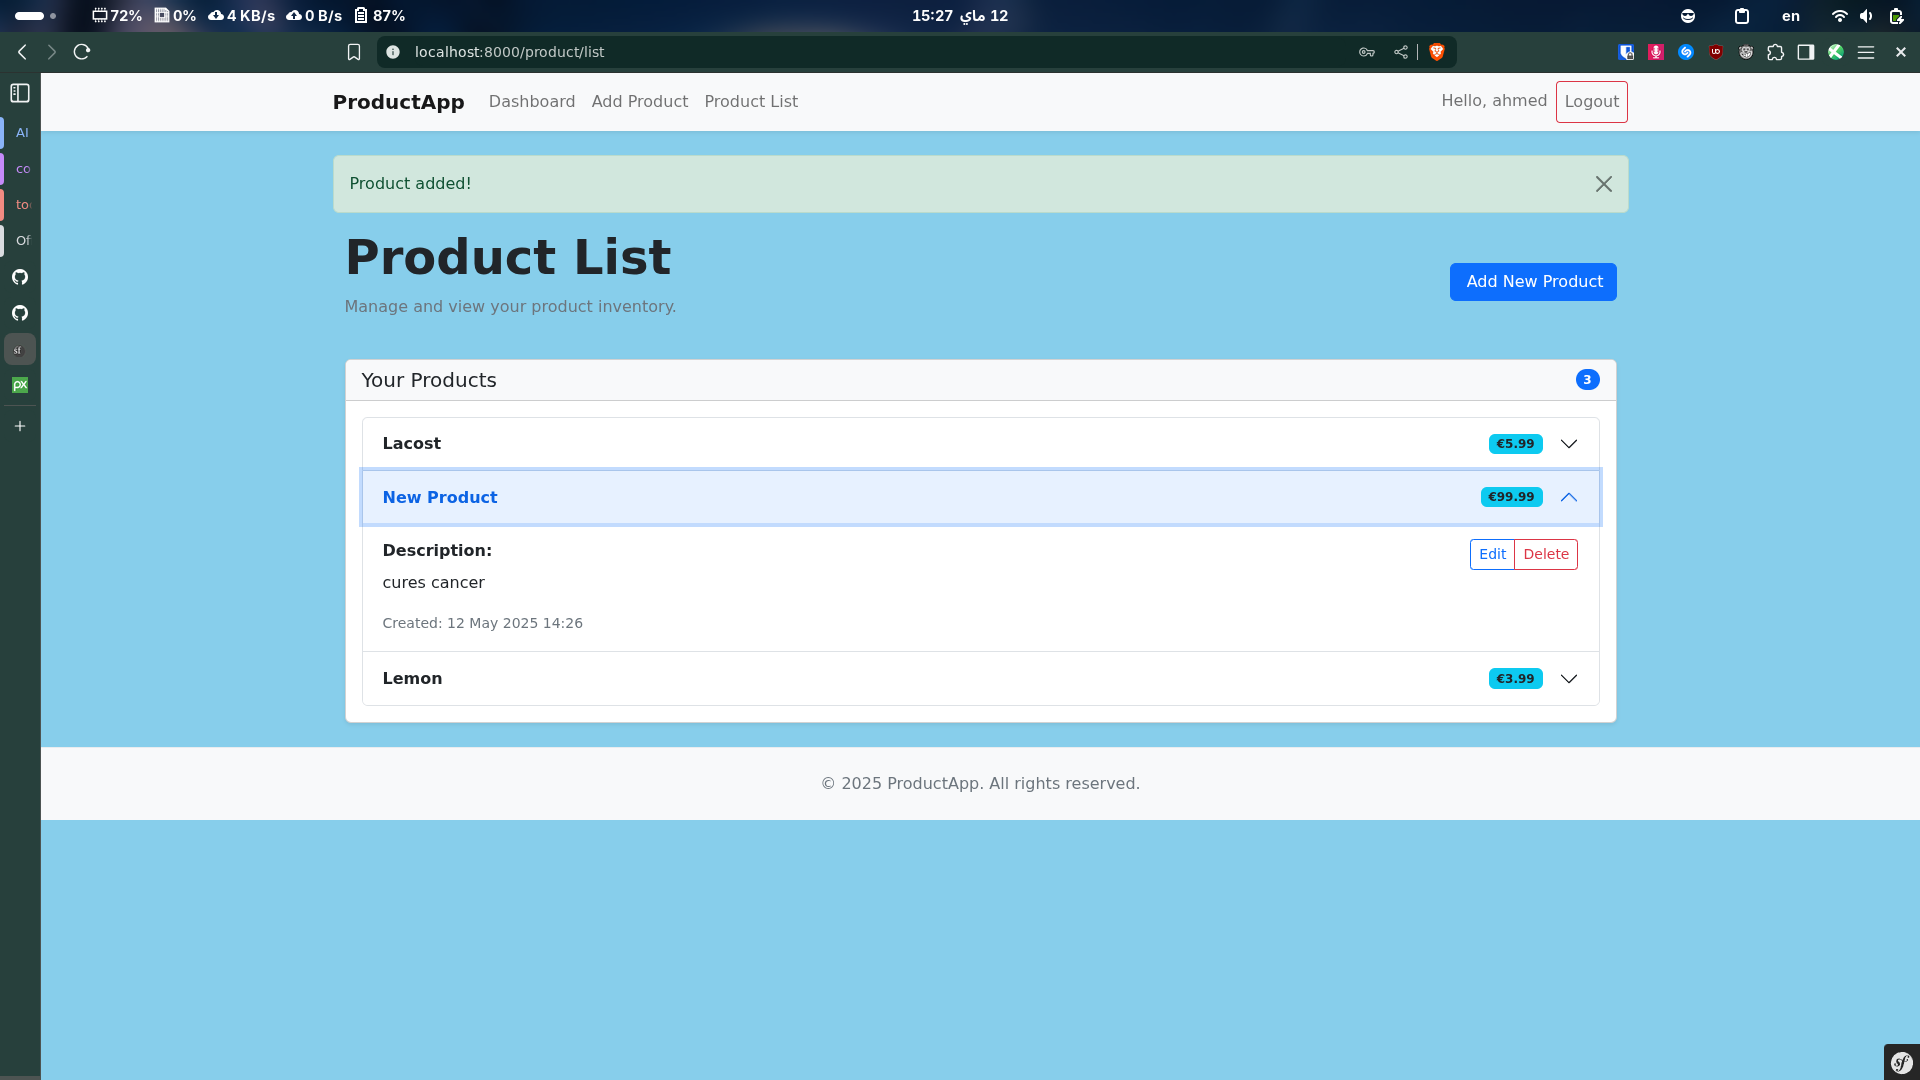 72% 0% 4 KB/s 0 B/s 87%
12 ماي 15:27
en
localhost:8000/product/list
AI
co
to
Of
sf
px
ProductApp Dashboard Add Product Product List
Hello, ahmed Logout
Product added!
Product List
Add New Product
Manage and view your product inventory.
Your Products 3
Lacost €5.99
New Product €99.99
Description: Edit Delete
cures cancer
Created: 12 May 2025 14:26
Lemon €3.99
© 2025 ProductApp. All rights reserved.
sf